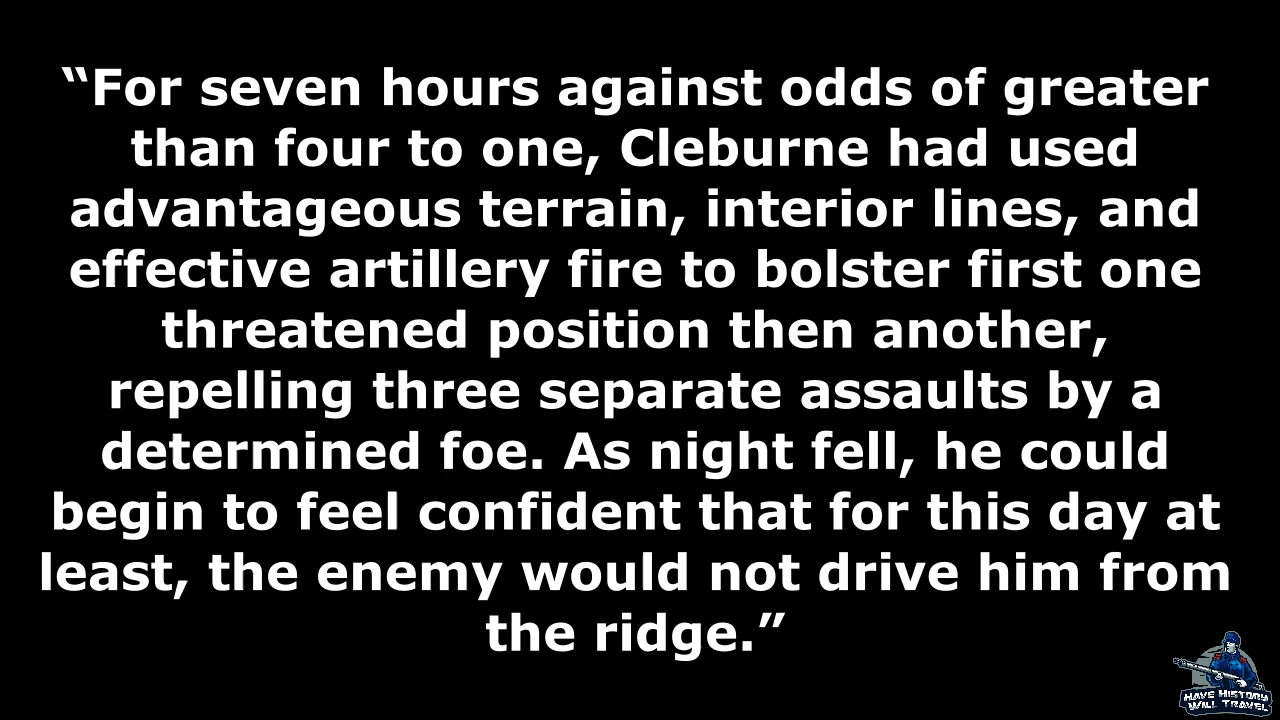 “For seven hours against odds of greater
than four to one, Cleburne had used
advantageous terrain, interior lines, and
effective artillery fire to bolster first one
threatened position then another,
repelling three separate assaults by a
determined foe. As night fell, he could
begin to feel confident that for this day at
least, the enemy would not drive him from
the ridge.”
HAVE HISTORY
WILL TRAVEL